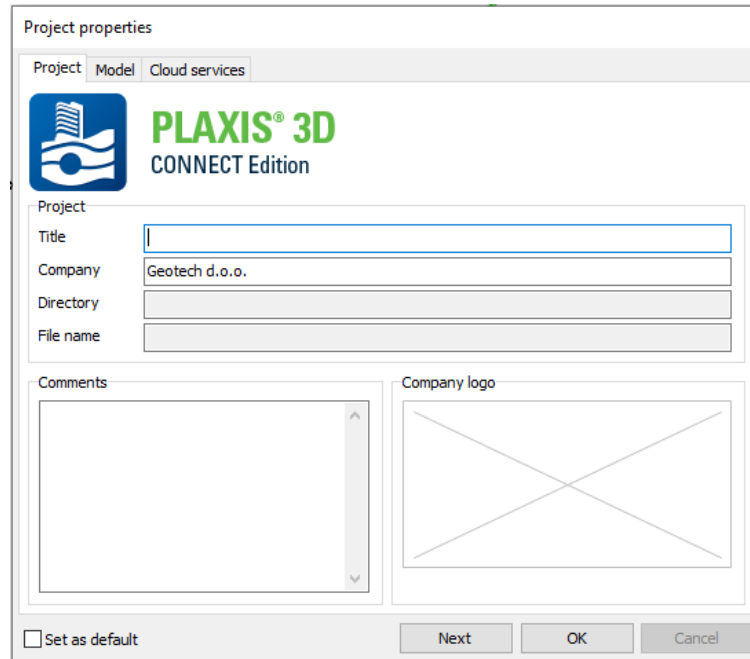 Project properties
Project Model Cloud services
PLAXIS® 3D
CONNECT Edition
Project
Title
Company Geotech d.o.o.
Directory
File name
Comments Company logo
Set as default Next OK Cancel